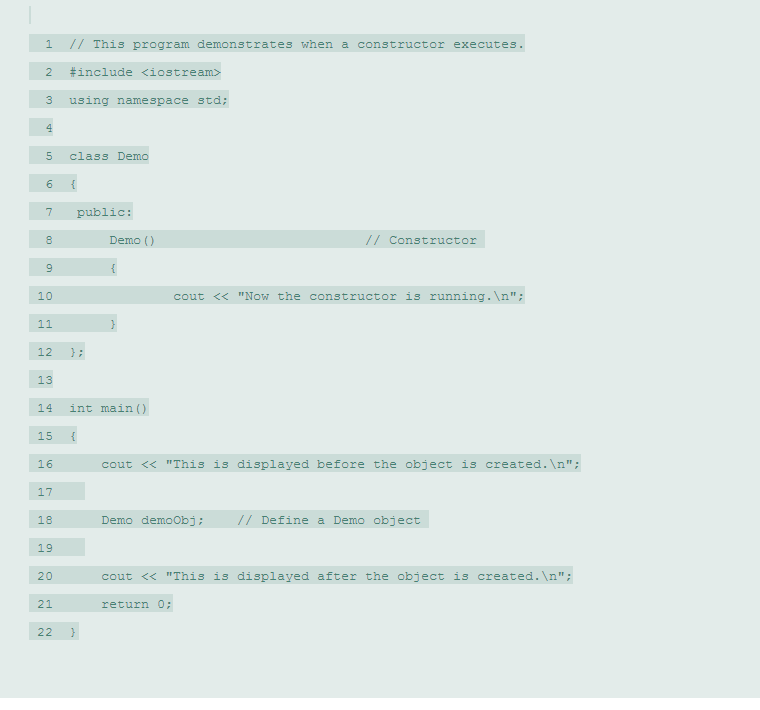 1 // This program demonstrates when a constructor executes.
2 #include <iostream>
3 using namespace std;
4
5 class Demo
6 {
7 public:
8 Demo() // Constructor
9 {
10 cout << "Now the constructor is running.\n";
11 }
12 };
13
14 int main()
15 {
16 cout << "This is displayed before the object is created.\n";
17
18 Demo demoObj; // Define a Demo object
19
20 cout << "This is displayed after the object is created.\n";
21 return 0;
22 }